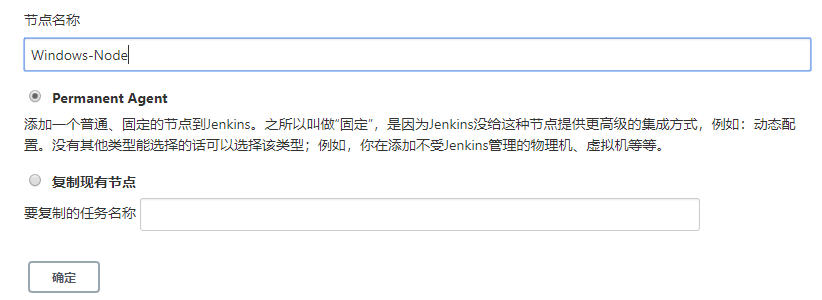 节点名称
Windows-Node
Permanent Agent
添加一个普通、固定的节点到Jenkins。之所以叫做“固定”，是因为Jenkins没给这种节点提供更高级的集成方式，例如：动态配
置。没有其他类型能选择的话可以选择该类型；例如，你在添加不受Jenkins管理的物理机、虚拟机等等。
复制现有节点
要复制的任务名称
确定